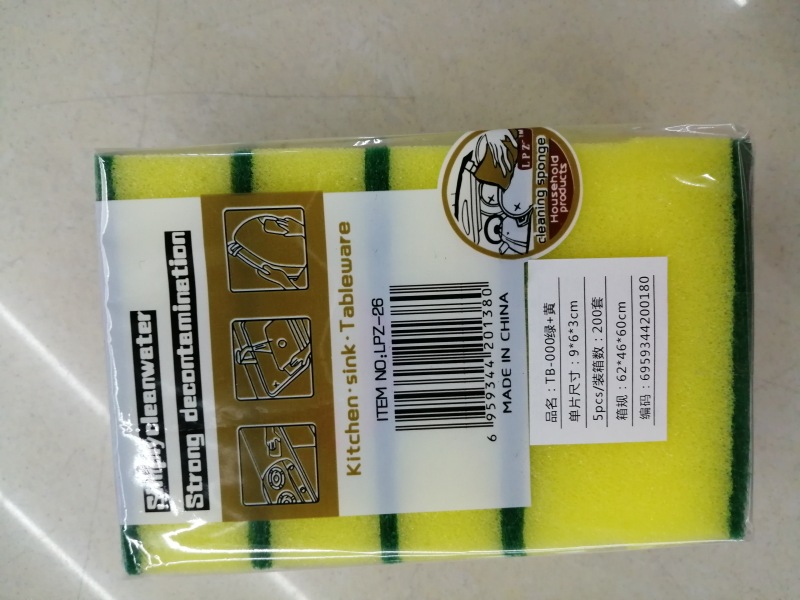 Simplycleanwater
Strong decontamination
Kitchen·sink·Tableware
ITEM NO:LPZ-26
6 959344 201380
MADE IN CHINA
LPZ™
cleaning sponge
Household
products
品名：TB-000绿+黄
单片尺寸：9*6*3cm
5pcs/装箱数：200套
箱规：62*46*60cm
编码：6959344200180